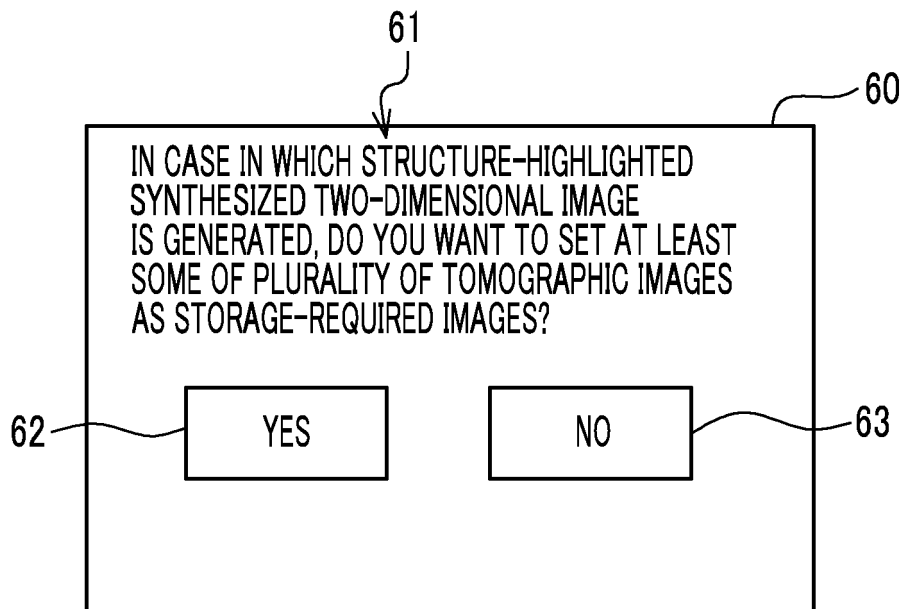 61
60
IN CASE IN WHICH STRUCTURE-HIGHLIGHTED
SYNTHESIZED TWO-DIMENSIONAL IMAGE
IS GENERATED, DO YOU WANT TO SET AT LEAST
SOME OF PLURALITY OF TOMOGRAPHIC IMAGES
AS STORAGE-REQUIRED IMAGES?
62 YES NO 63